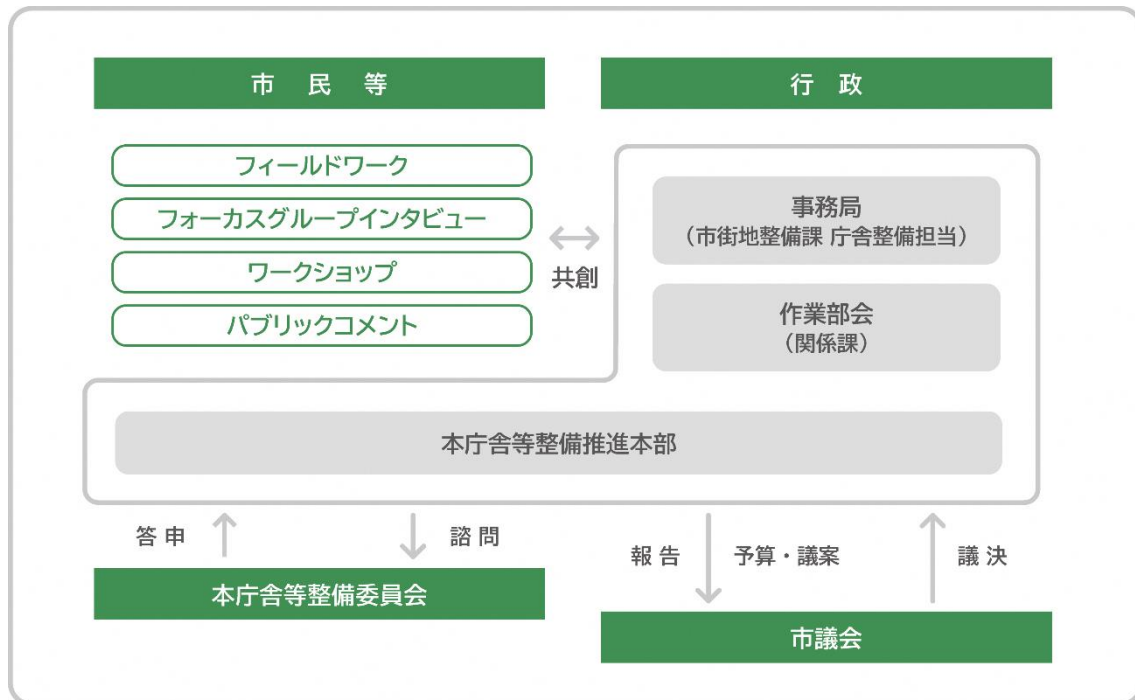 市民等
行政
フィールドワーク
フォーカスグループインタビュー
ワークショップ
パブリックコメント
共創
事務局
（市街地整備課 庁舎整備担当）
作業部会
（関係課）
本庁舎等整備推進本部
答申
諮問
報告
予算・議案
議決
本庁舎等整備委員会
市議会